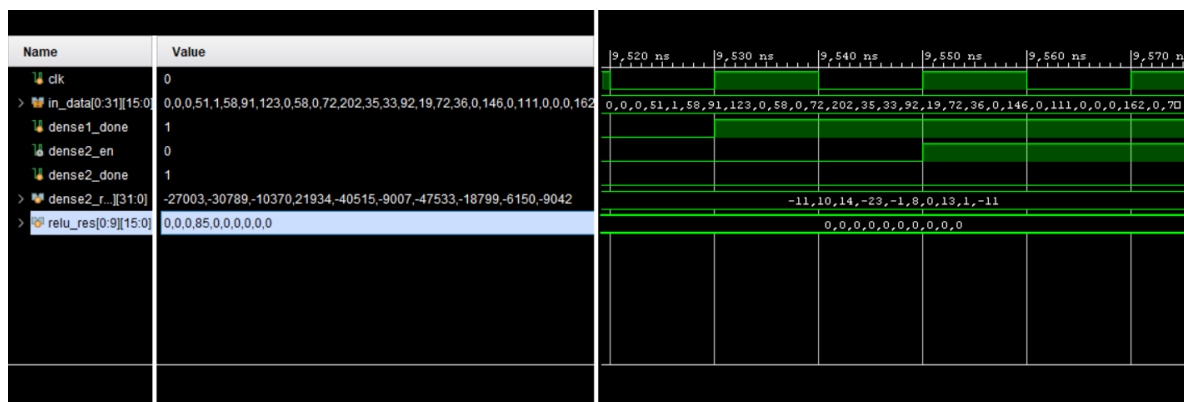 Name Value
9,520 ns 9,530 ns 9,540 ns 9,550 ns 9,560 ns 9,570 n
clk 0
in_data[0:31][15:0] 0,0,0,51,1,58,91,123,0,58,0,72,202,35,33,92,19,72,36,0,146,0,111,0,0,0,162 0,0,0,51,1,58,91,123,0,58,0,72,202,35,33,92,19,72,36,0,146,0,111,0,0,0,162,0,7
dense1_done 1
dense2_en 0
dense2_done 1
dense2_r...][31:0] -27003,-30789,-10370,21934,-40515,-9007,-47533,-18799,-6150,-9042 -11,10,14,-23,-1,8,0,13,1,-11
relu_res[0:9][15:0] 0,0,0,85,0,0,0,0,0,0 0,0,0,0,0,0,0,0,0,0